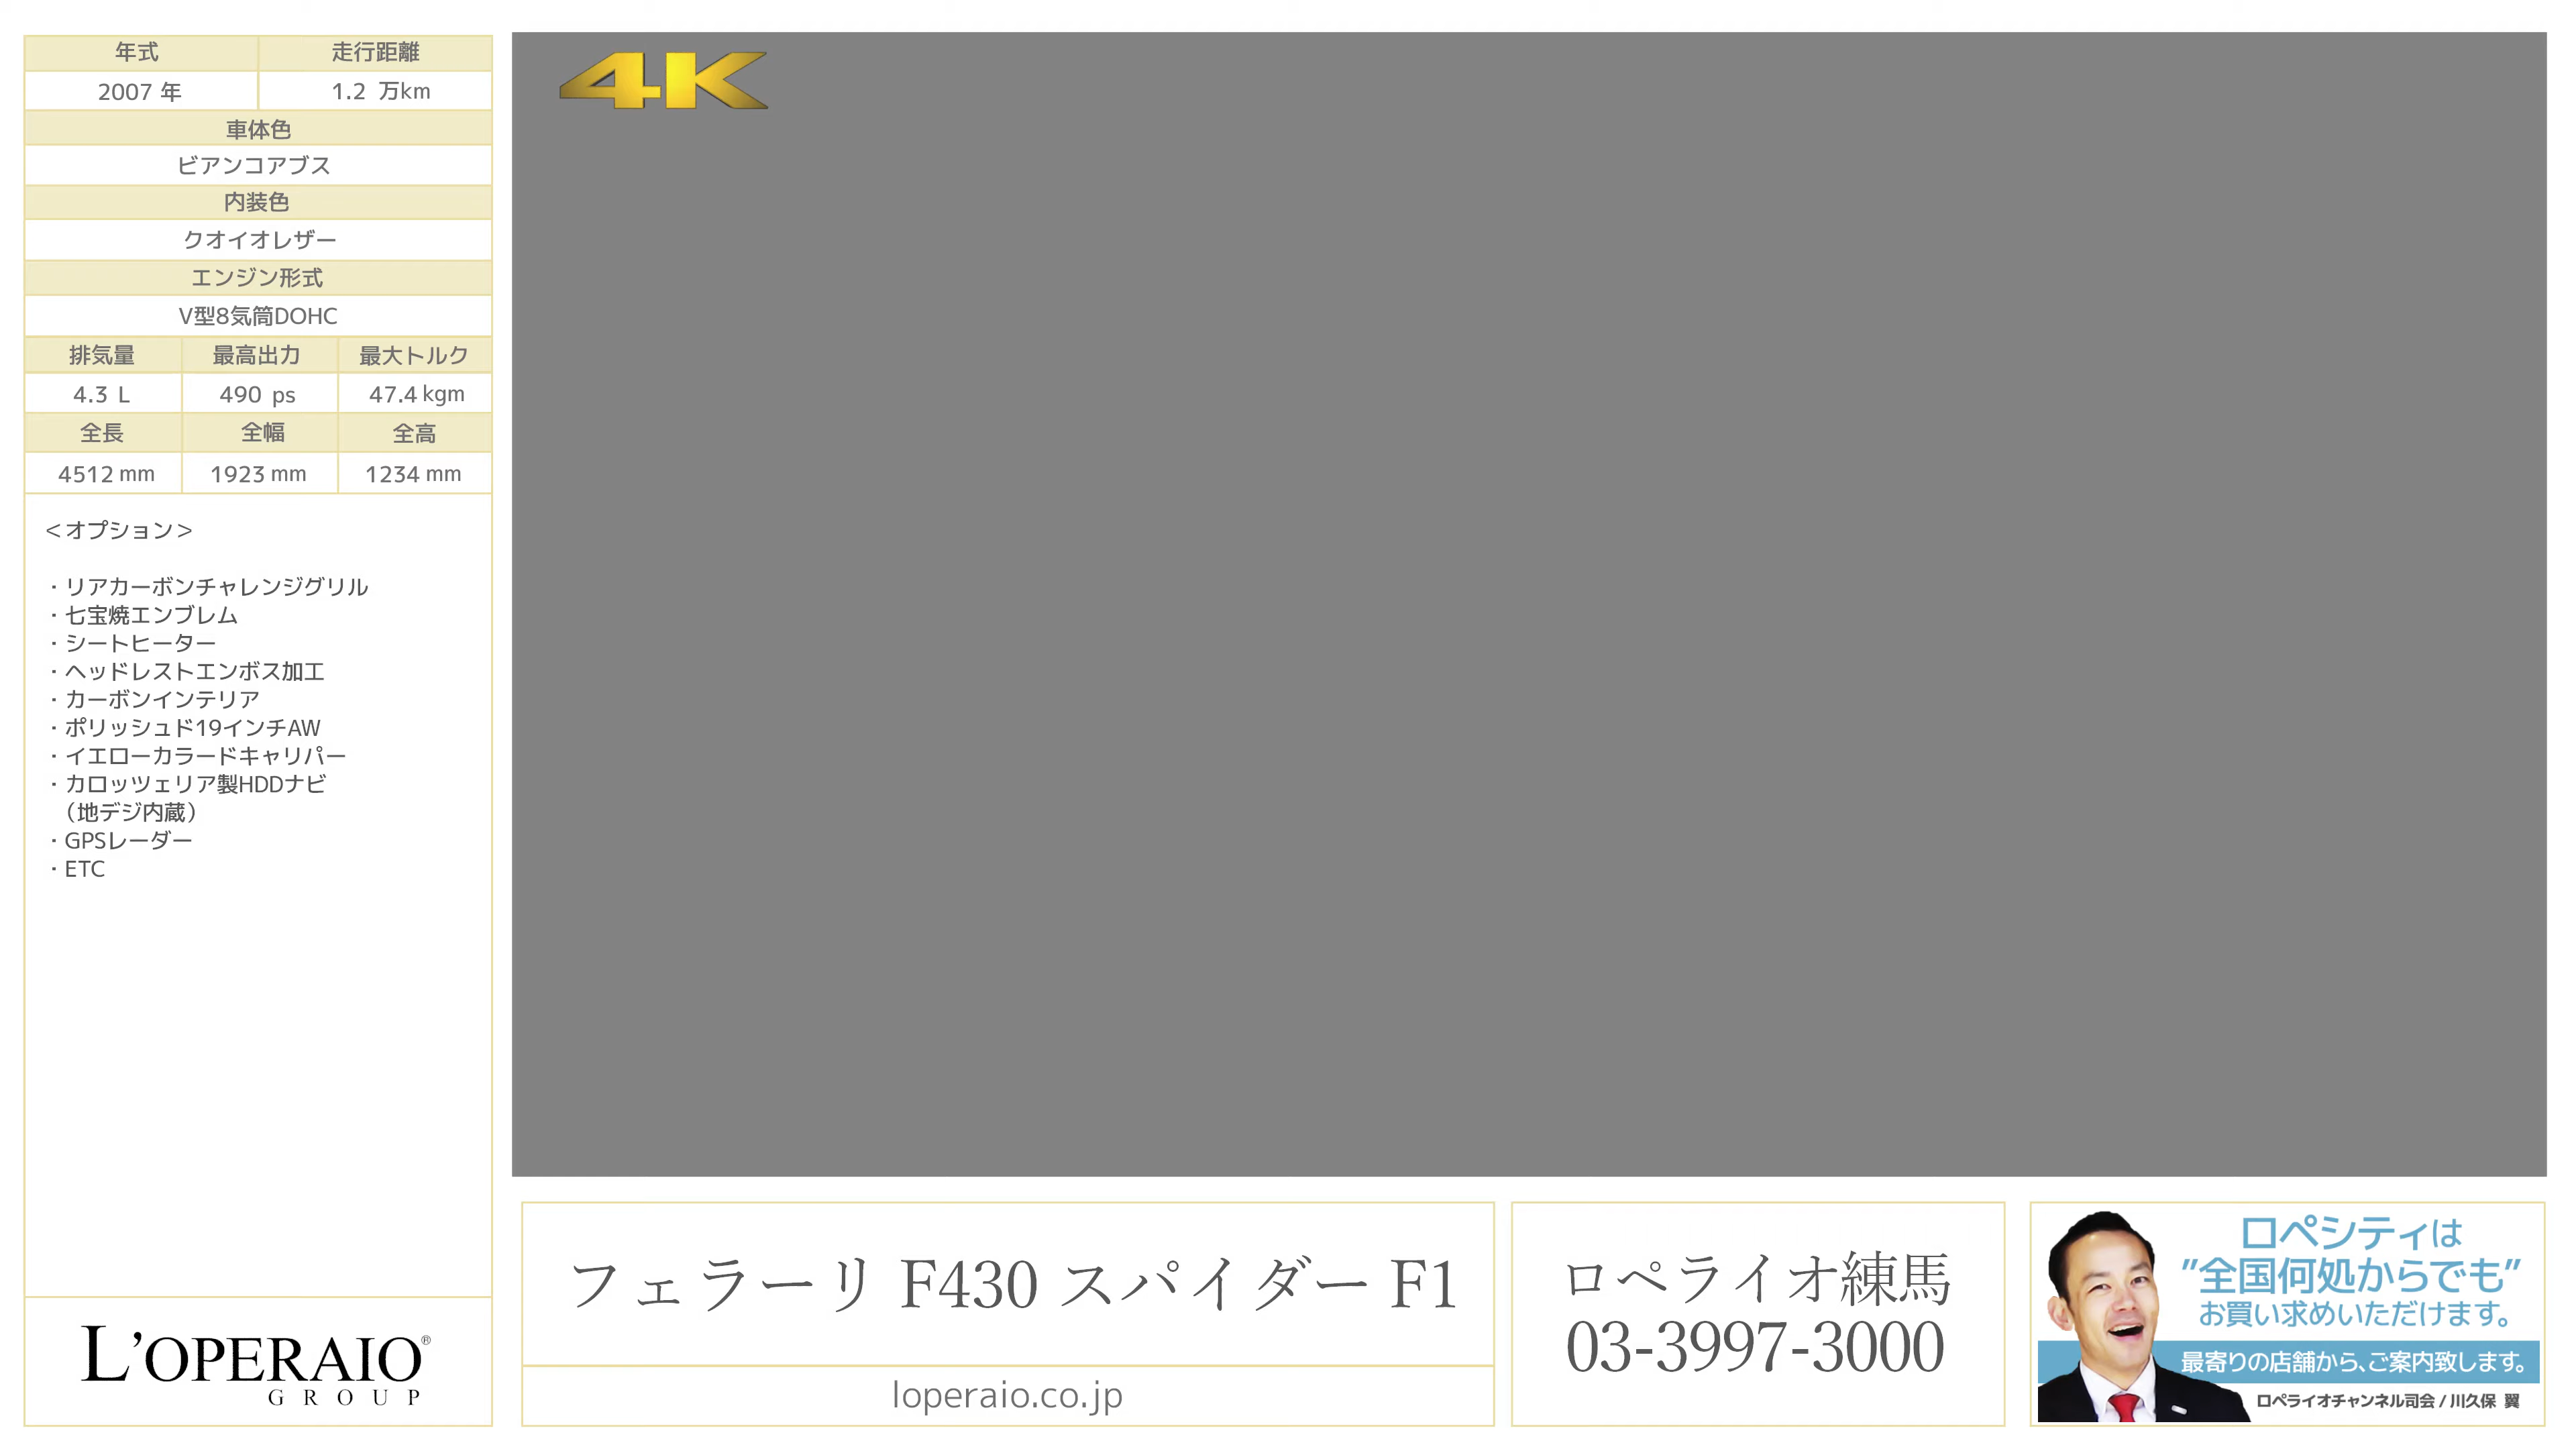 年式 走行距離
2007 年 1.2 万km
車体色
ビアンコアブス
内装色
クオイオレザー
エンジン形式
V型8気筒DOHC
排気量 最高出力 最大トルク
4.3 L 490 ps 47.4 kgm
全長 全幅 全高
4512 mm 1923 mm 1234 mm
<オプション>
・リアカーボンチャレンジグリル
・七宝焼エンブレム
・シートヒーター
・ヘッドレストエンボス加工
・カーボンインテリア
・ポリッシュド19インチAW
・イエローカラードキャリパー
・カロッツェリア製HDDナビ
（地デジ内蔵）
・GPSレーダー
・ETC
L'OPERAIO®
GROUP
4K
フェラーリ F430 スパイダー F1
loperaio.co.jp
ロペライオ練馬
03-3997-3000
ロペシティは
”全国何処からでも”
お買い求めいただけます。
最寄りの店舗から、ご案内致します。
ロペライオチャンネル司会 / 川久保 翼